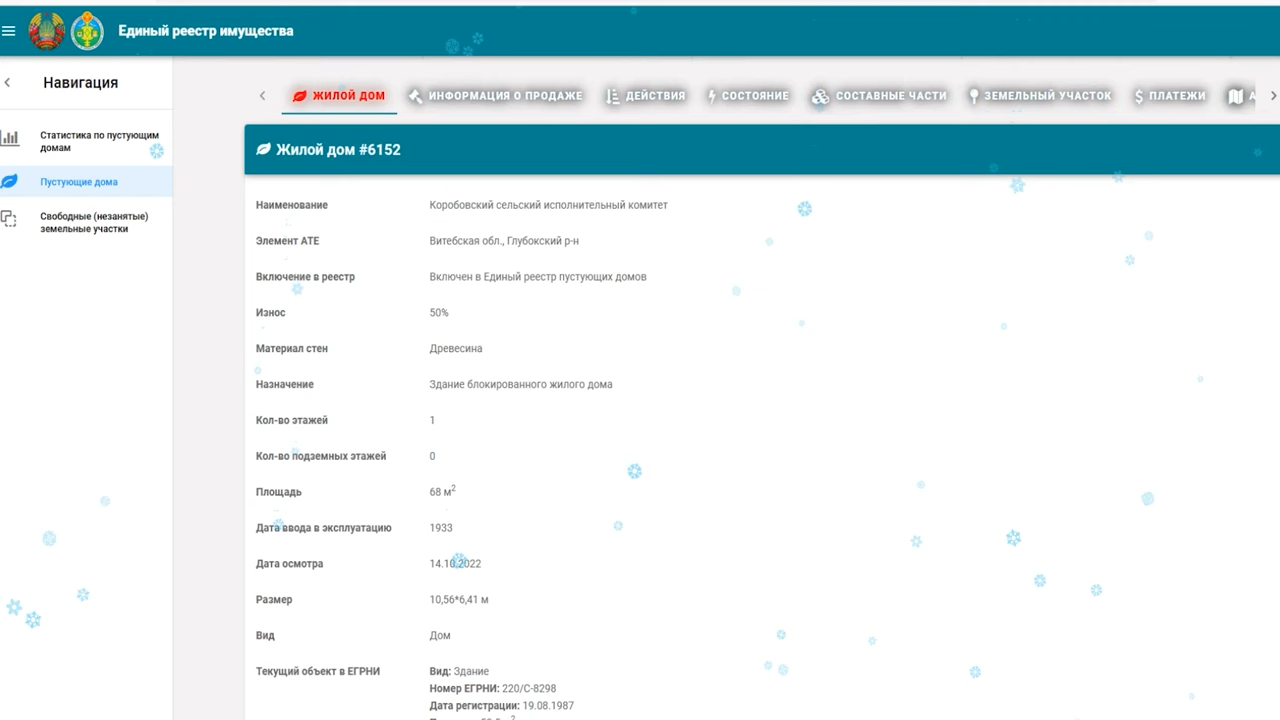 Единый реестр имущества
Навигация
Статистика по пустующим
домам
Пустующие дома
Свободные (незанятые)
земельные участки
ЖИЛОЙ ДОМ
ИНФОРМАЦИЯ О ПРОДАЖЕ
ДЕЙСТВИЯ
СОСТОЯНИЕ
СОСТАВНЫЕ ЧАСТИ
ЗЕМЕЛЬНЫЙ УЧАСТОК
ПЛАТЕЖИ
Жилой дом #6152
Наименование Коробовский сельский исполнительный комитет
Элемент АТЕ Витебская обл., Глубокский р-н
Включение в реестр Включен в Единый реестр пустующих домов
Износ 50%
Материал стен Древесина
Назначение Здание блокированного жилого дома
Кол-во этажей 1
Кол-во подземных этажей 0
Площадь 68 м²
Дата ввода в эксплуатацию 1933
Дата осмотра 14.10.2022
Размер 10,56*6,41 м
Вид Дом
Текущий объект в ЕГРНИ Вид: Здание
Номер ЕГРНИ: 220/С-8298
Дата регистрации: 19.08.1987